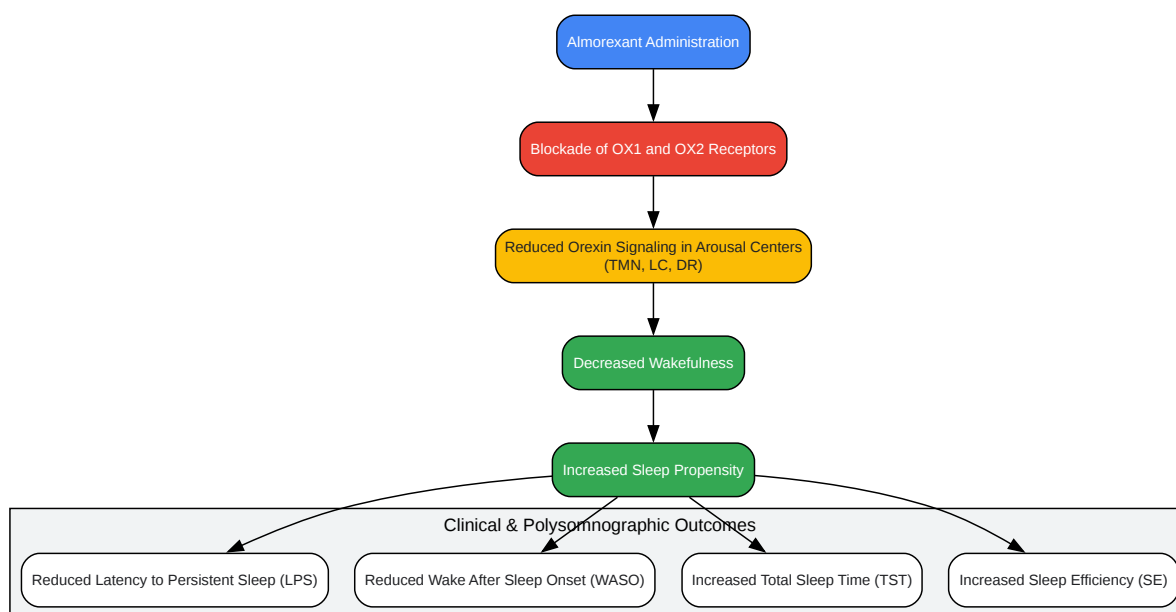 Almorexant Administration
Blockade of OX1 and OX2 Receptors
Reduced Orexin Signaling in Arousal Centers
(TMN, LC, DR)
Decreased Wakefulness
Increased Sleep Propensity
Clinical & Polysomnographic Outcomes
Reduced Latency to Persistent Sleep (LPS)
Reduced Wake After Sleep Onset (WASO)
Increased Total Sleep Time (TST)
Increased Sleep Efficiency (SE)